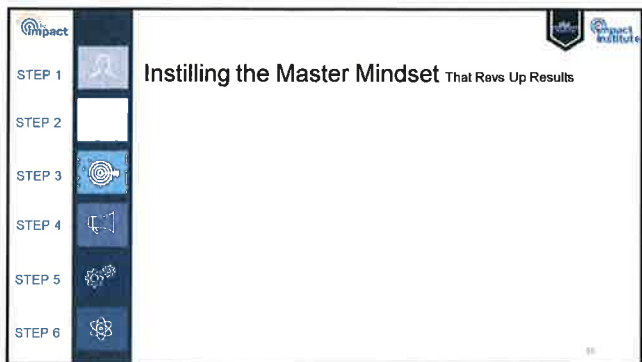 Impact
Impact
Institute
STEP 1
Instilling the Master Mindset That Revs Up Results
STEP 2
STEP 3
STEP 4
STEP 5
STEP 6